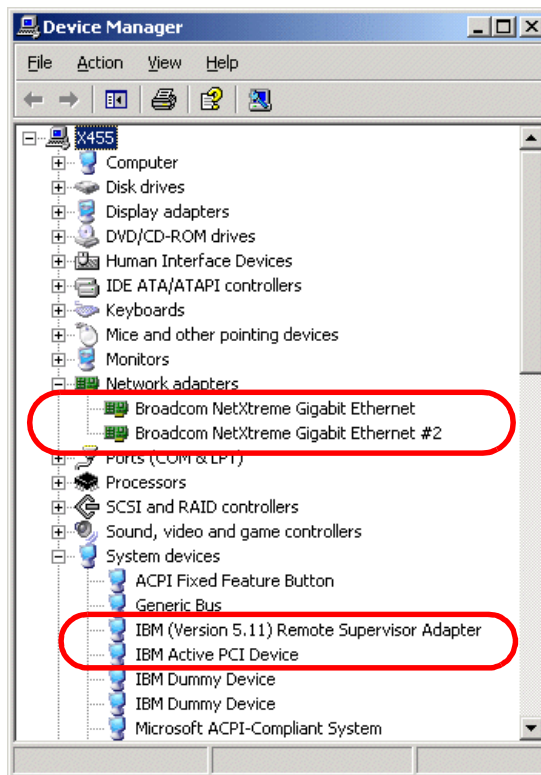 Device Manager
File Action View Help
X455
Computer
Disk drives
Display adapters
DVD/CD-ROM drives
Human Interface Devices
IDE ATA/ATAPI controllers
Keyboards
Mice and other pointing devices
Monitors
Network adapters
Broadcom NetXtreme Gigabit Ethernet
Broadcom NetXtreme Gigabit Ethernet #2
Ports (COM & LPT)
Processors
SCSI and RAID controllers
Sound, video and game controllers
System devices
ACPI Fixed Feature Button
Generic Bus
IBM (Version 5.11) Remote Supervisor Adapter
IBM Active PCI Device
IBM Dummy Device
IBM Dummy Device
Microsoft ACPI-Compliant System